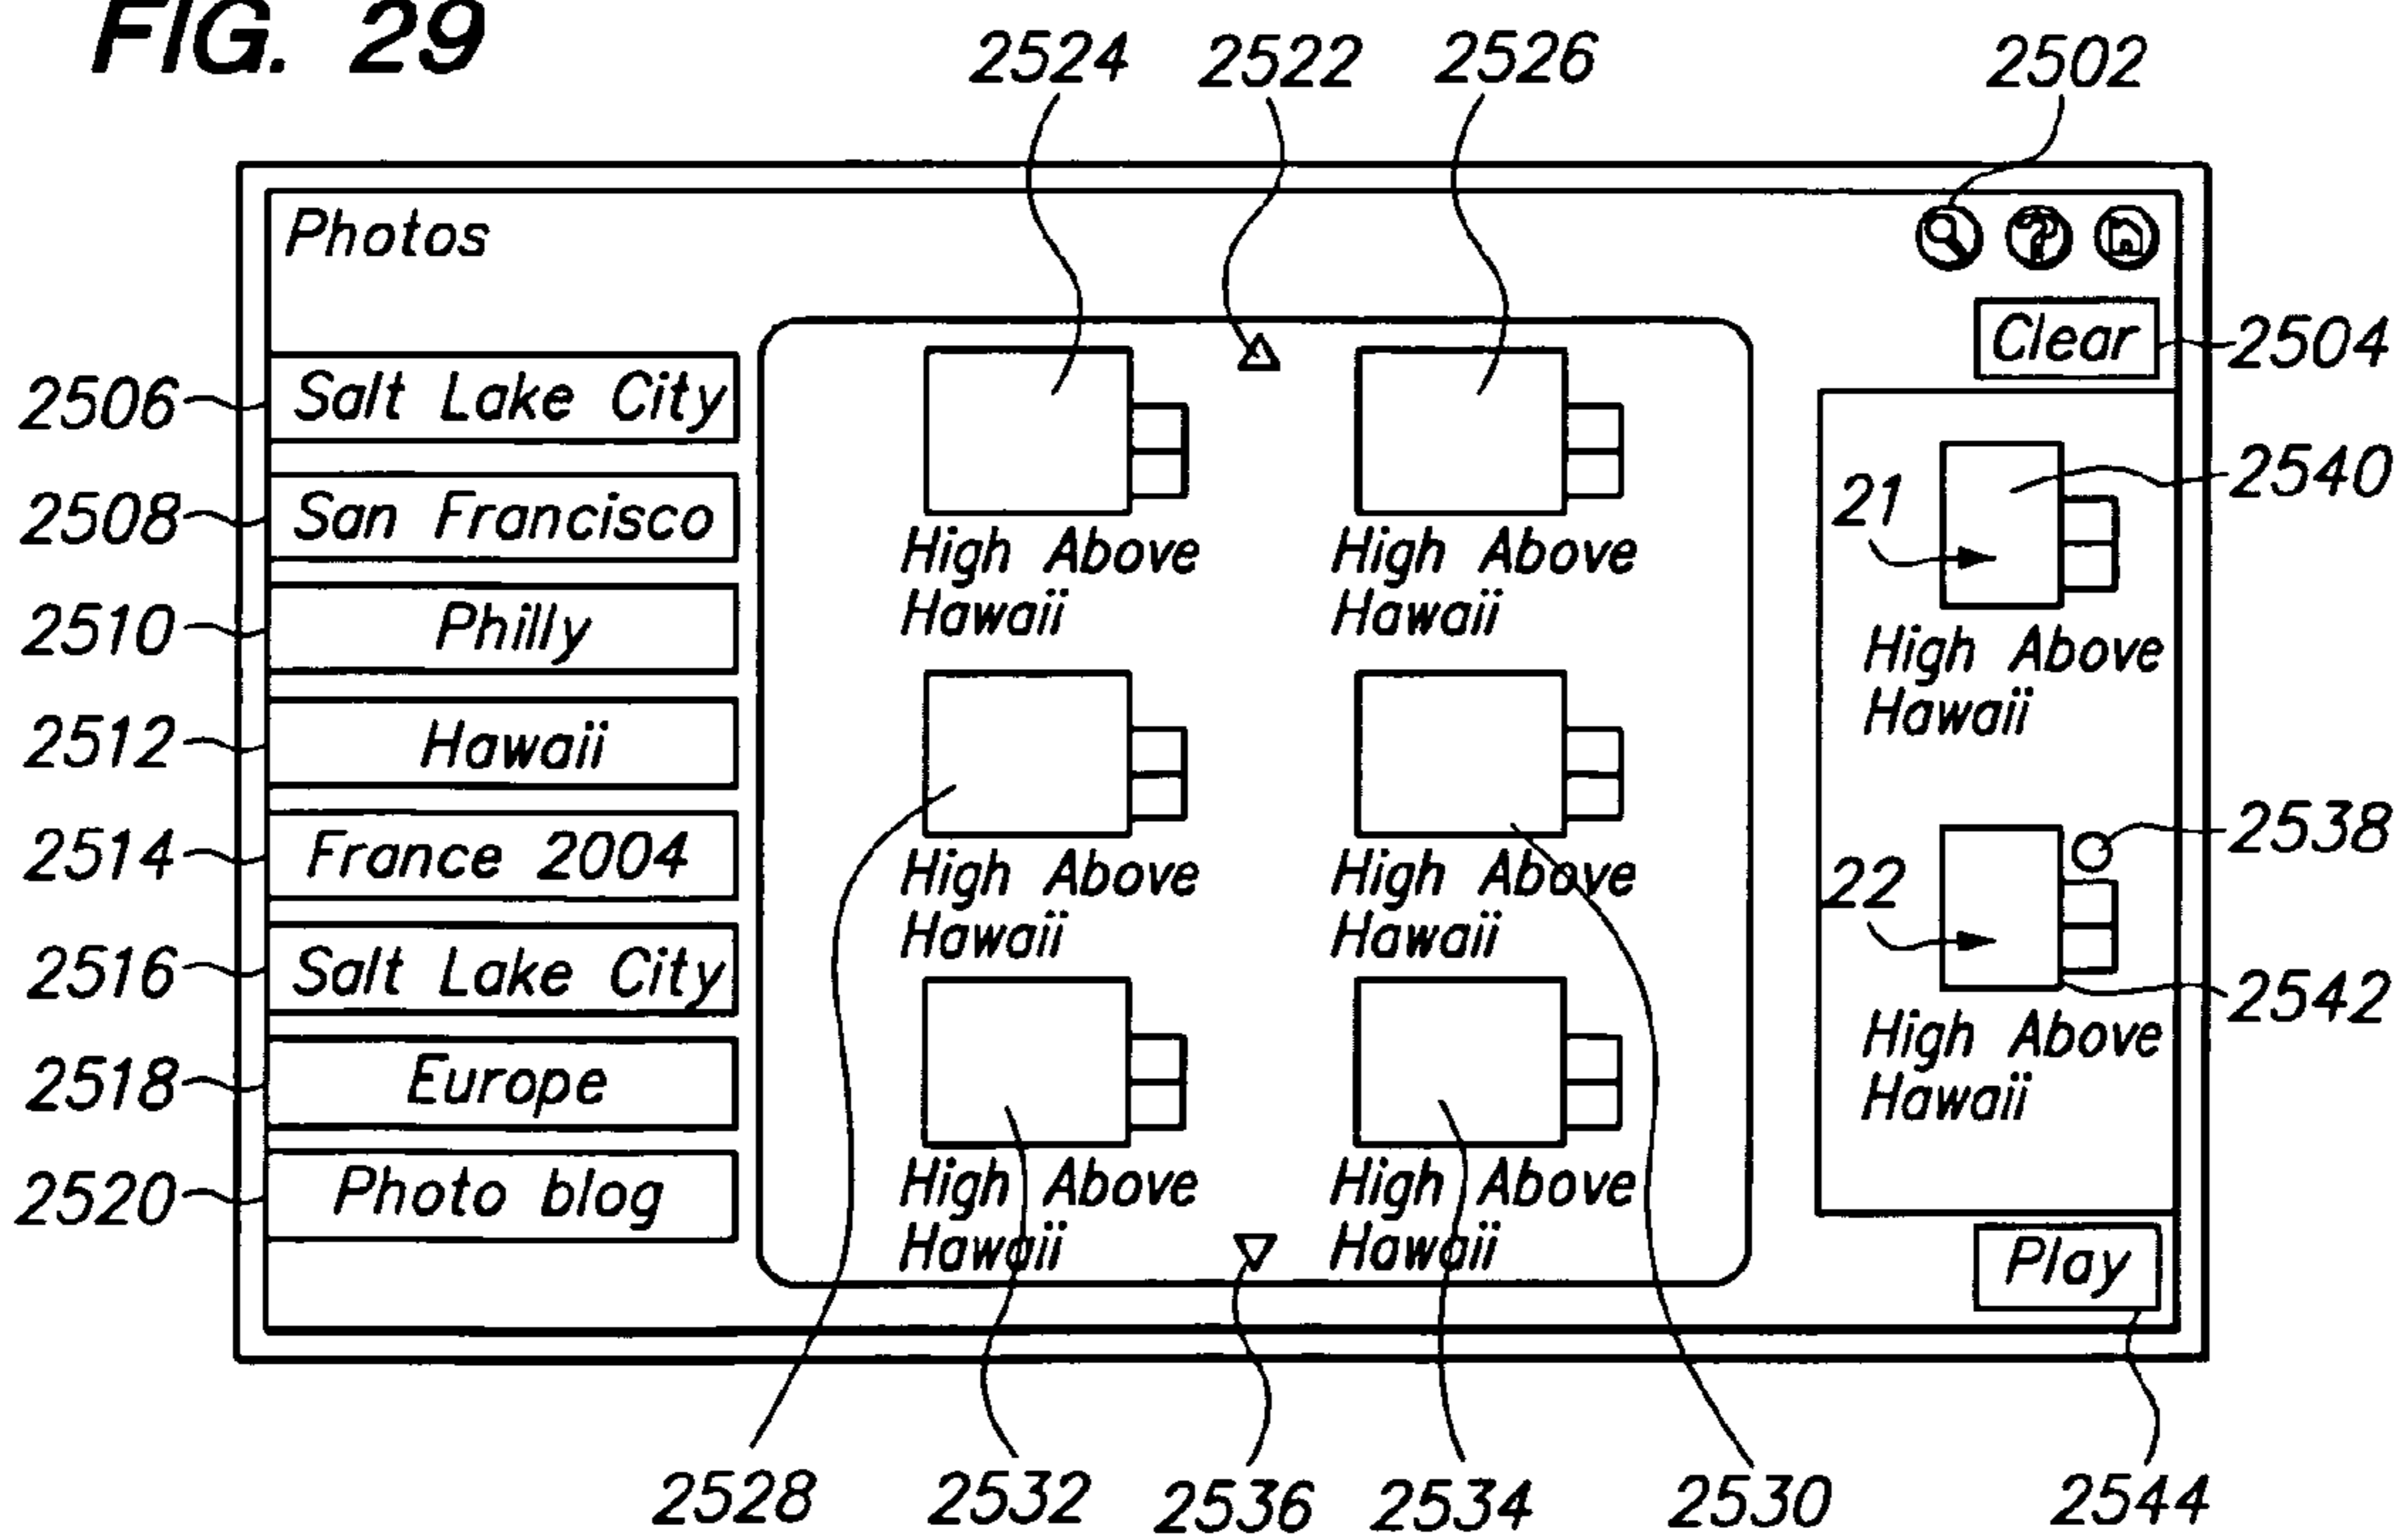 FIG. 29
2524 2522 2526 2502
Photos
?
Clear 2504
2506 Salt Lake City
2508 San Francisco
2510 Philly
2512 Hawaii
2514 France 2004
2516 Salt Lake City
2518 Europe
2520 Photo blog
High Above
Hawaii
High Above
Hawaii
High Above
Hawaii
High Above
Hawaii
High Above
Hawaii
High Above
Hawaii
21 2540
High Above
Hawaii
2538
22
2542
High Above
Hawaii
Play
2528 2532 2536 2534 2530 2544